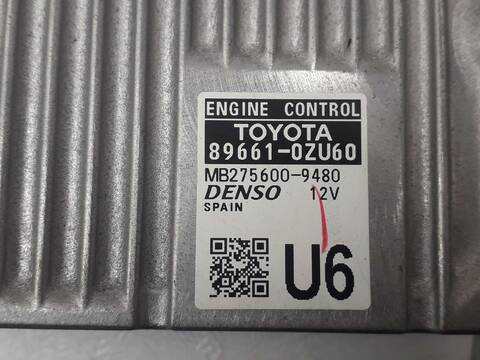 ENGINE CONTROL
TOYOTA
89661-0ZU60
MB275600-9480
DENSO 12V
SPAIN
U6